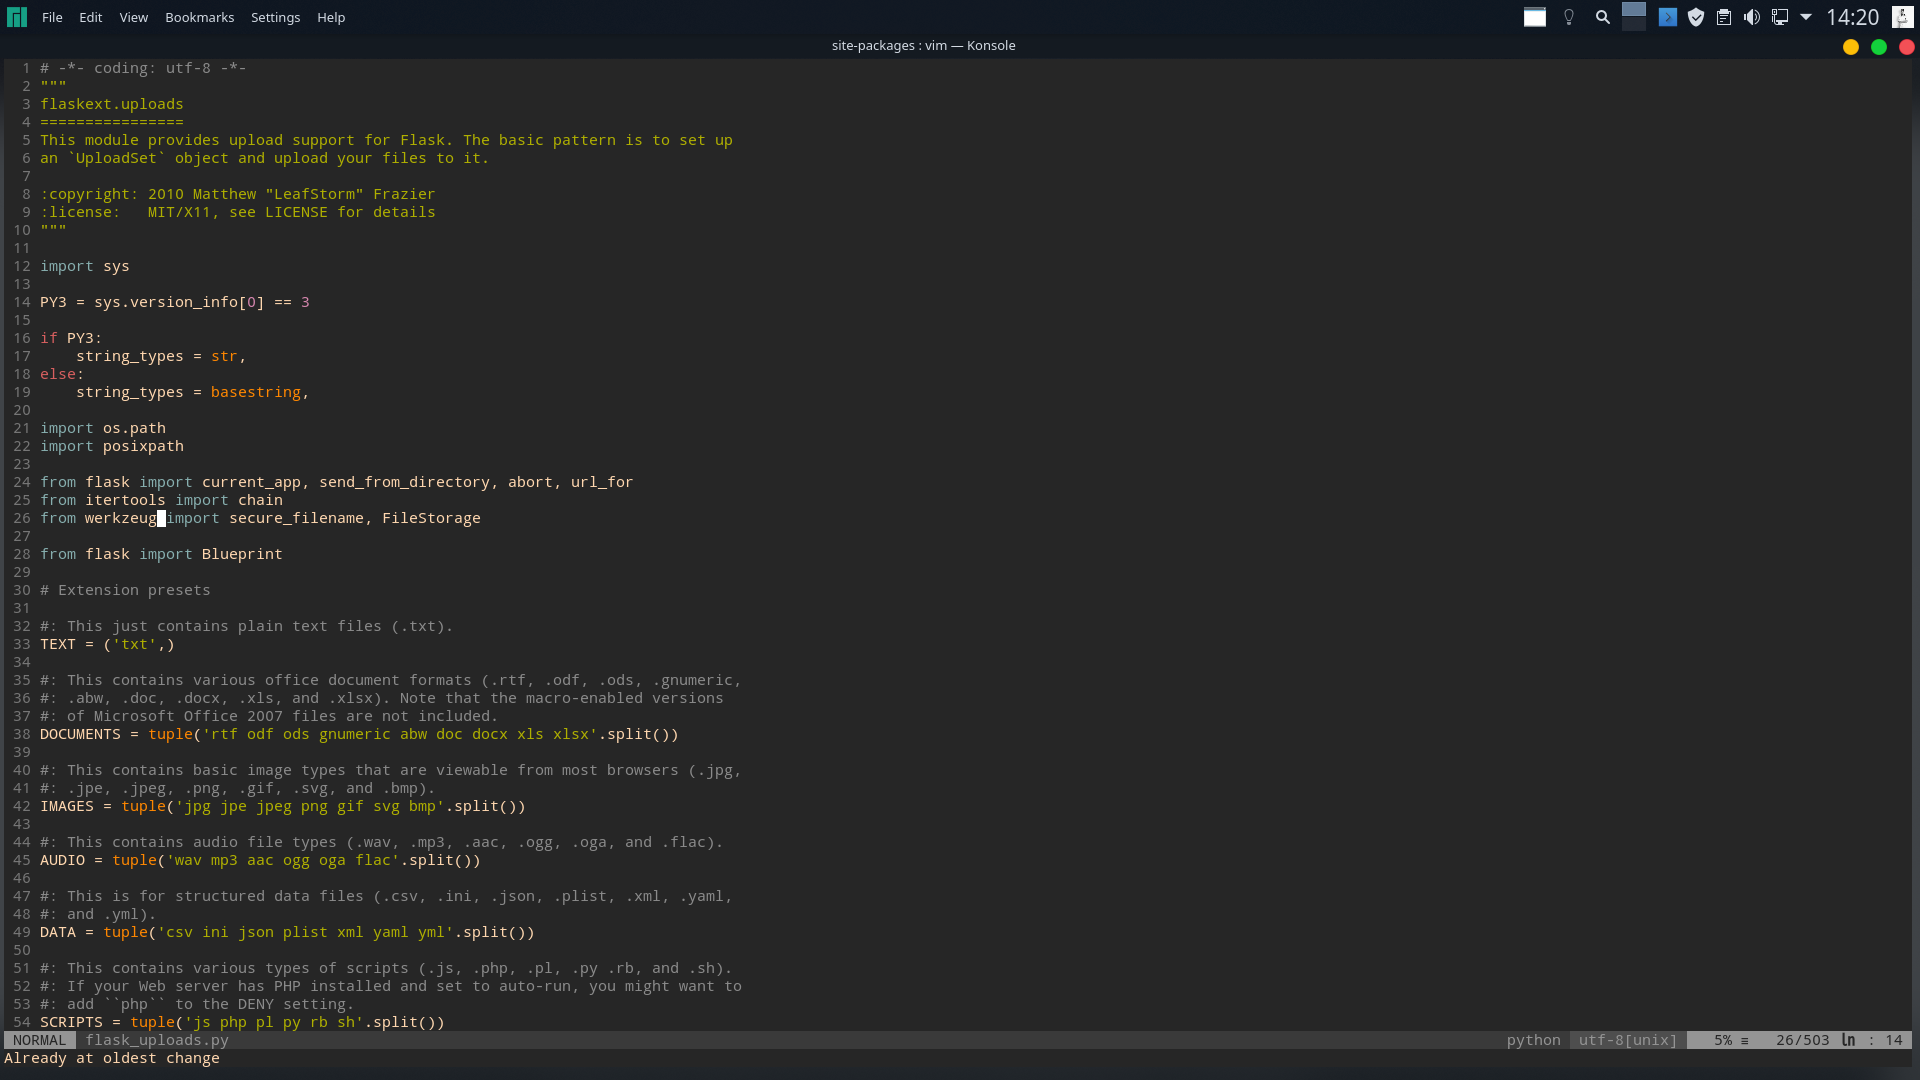 File Edit View Bookmarks Settings Help 14:20
site-packages : vim — Konsole
1 # -*- coding: utf-8 -*-
2 """
3 flaskext.uploads
4 ================
5 This module provides upload support for Flask. The basic pattern is to set up
6 an `UploadSet` object and upload your files to it.
7
8 :copyright: 2010 Matthew "LeafStorm" Frazier
9 :license:   MIT/X11, see LICENSE for details
10 """
11
12 import sys
13
14 PY3 = sys.version_info[0] == 3
15
16 if PY3:
17     string_types = str,
18 else:
19     string_types = basestring,
20
21 import os.path
22 import posixpath
23
24 from flask import current_app, send_from_directory, abort, url_for
25 from itertools import chain
26 from werkzeug import secure_filename, FileStorage
27
28 from flask import Blueprint
29
30 # Extension presets
31
32 #: This just contains plain text files (.txt).
33 TEXT = ('txt',)
34
35 #: This contains various office document formats (.rtf, .odf, .ods, .gnumeric,
36 #: .abw, .doc, .docx, .xls, and .xlsx). Note that the macro-enabled versions
37 #: of Microsoft Office 2007 files are not included.
38 DOCUMENTS = tuple('rtf odf ods gnumeric abw doc docx xls xlsx'.split())
39
40 #: This contains basic image types that are viewable from most browsers (.jpg,
41 #: .jpe, .jpeg, .png, .gif, .svg, and .bmp).
42 IMAGES = tuple('jpg jpe jpeg png gif svg bmp'.split())
43
44 #: This contains audio file types (.wav, .mp3, .aac, .ogg, .oga, and .flac).
45 AUDIO = tuple('wav mp3 aac ogg oga flac'.split())
46
47 #: This is for structured data files (.csv, .ini, .json, .plist, .xml, .yaml,
48 #: and .yml).
49 DATA = tuple('csv ini json plist xml yaml yml'.split())
50
51 #: This contains various types of scripts (.js, .php, .pl, .py .rb, and .sh).
52 #: If your Web server has PHP installed and set to auto-run, you might want to
53 #: add ``php`` to the DENY setting.
54 SCRIPTS = tuple('js php pl py rb sh'.split())
NORMAL flask_uploads.py python utf-8[unix] 5% ≡ 26/503 ln : 14
Already at oldest change